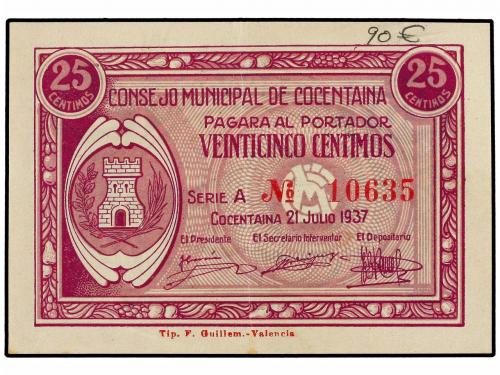 90 €
25 CENTIMOS
25 CENTIMOS
CONSEJO MUNICIPAL DE COCENTAINA
PAGARA AL PORTADOR
VEINTICINCO CENTIMOS
SERIE A No 10635
COCENTAINA 21 JULIO 1937
El Presidente El Secretario Interventor El Depositario
Tip. F. Guillem.-Valencia